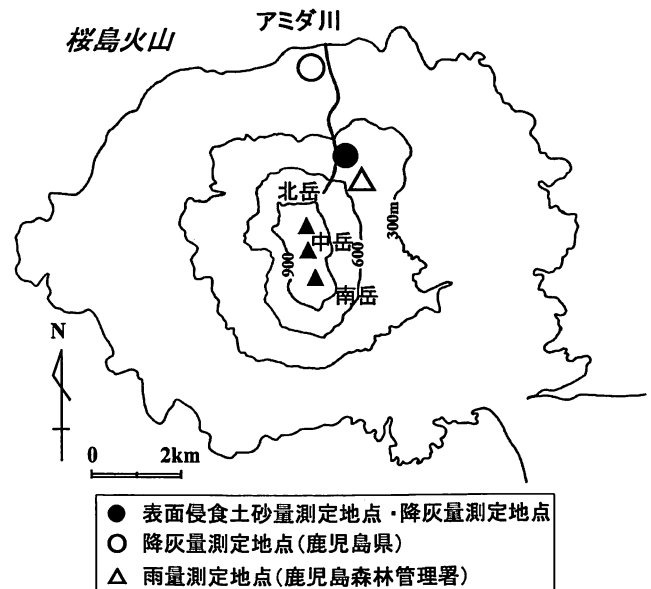 アミダ川
桜島火山
北岳
中岳
南岳
300m
600
900
N
0 2km
表面侵食土砂量測定地点・降灰量測定地点
降灰量測定地点(鹿児島県)
雨量測定地点(鹿児島森林管理署)